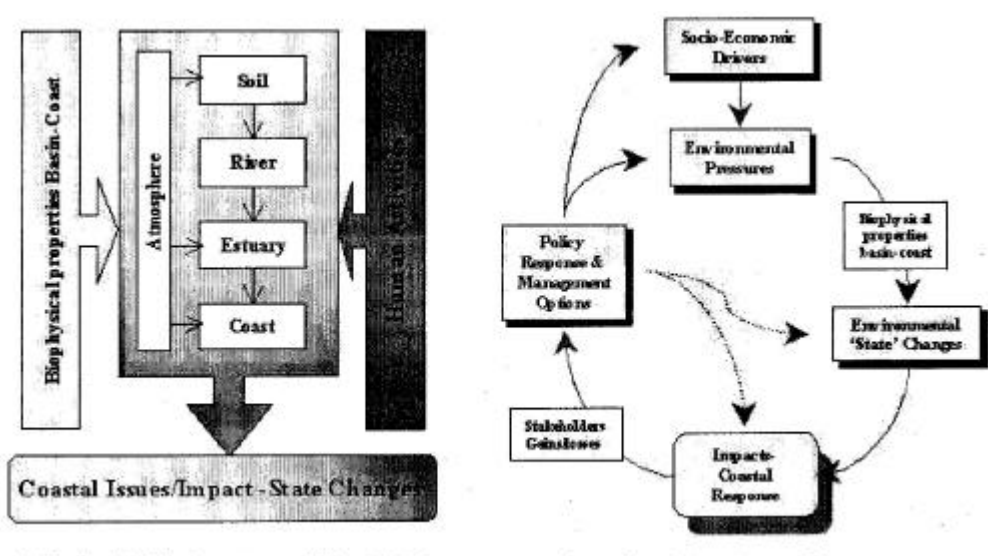 Biophysical properties Basin-Coast
Atmosphere
Soil
River
Estuary
Coast
Human Activities
Coastal Issues/Impact -State Changes
Socio-Economic
Drivers
Environmental
Pressures
Biophysical
properties
basin-coast
Policy
Response &
Management
Options
Environmental
'State' Changes
Stakeholders
Gains/losses
Impacts-
Coastal
Response